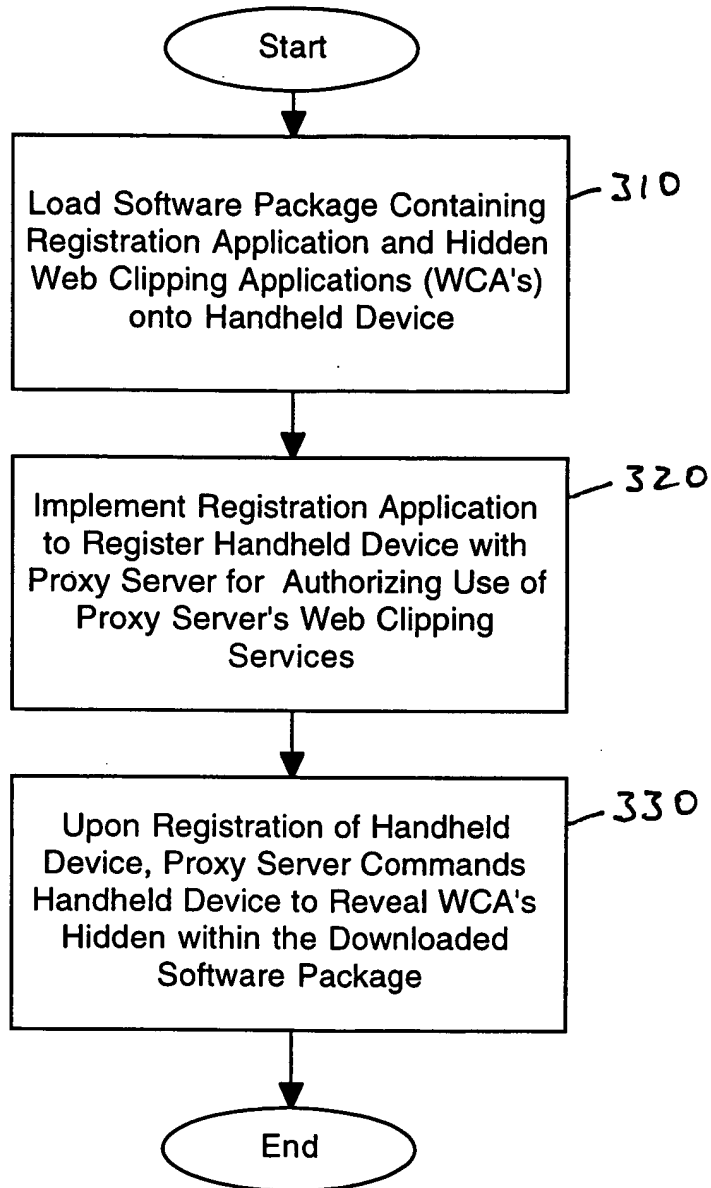 Start
Load Software Package Containing
Registration Application and Hidden
Web Clipping Applications (WCA's)
onto Handheld Device
310
Implement Registration Application
to Register Handheld Device with
Proxy Server for Authorizing Use of
Proxy Server's Web Clipping
Services
320
Upon Registration of Handheld
Device, Proxy Server Commands
Handheld Device to Reveal WCA's
Hidden within the Downloaded
Software Package
330
End